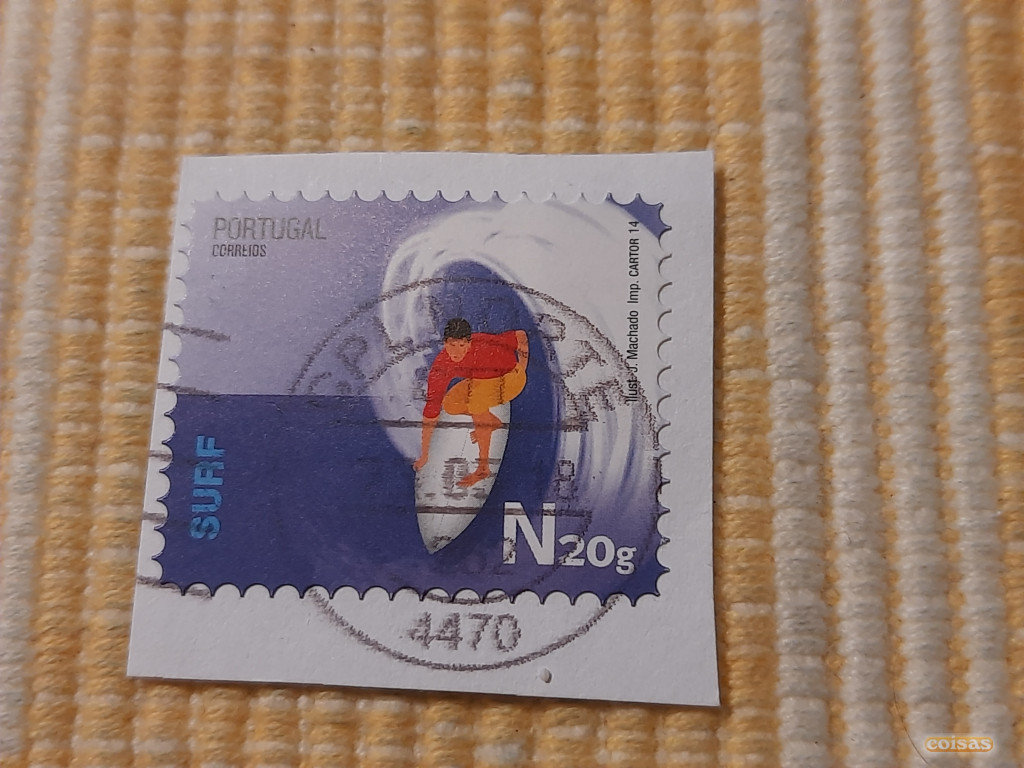 PORTUGAL
CORREIOS
Ilust. J. Machado Imp. CARTOR 14
SURF
N20g
4470
coisas